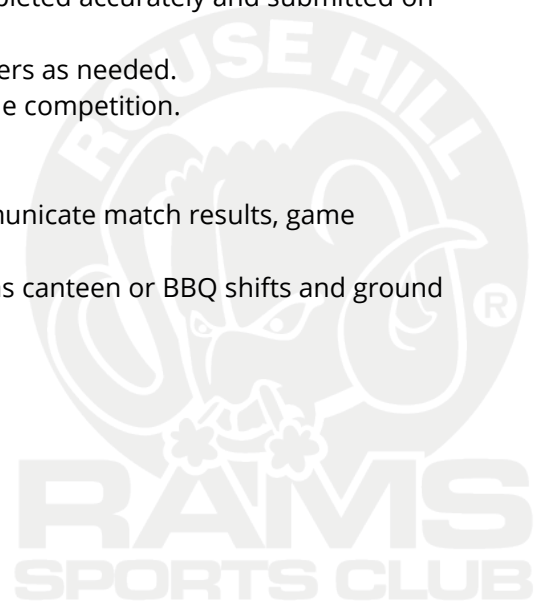 pleted accurately and submitted on
ers as needed.
e competition.
unicate match results, game
s canteen or BBQ shifts and ground
ROUSE HILL
®
RAMS
SPORTS CLUB